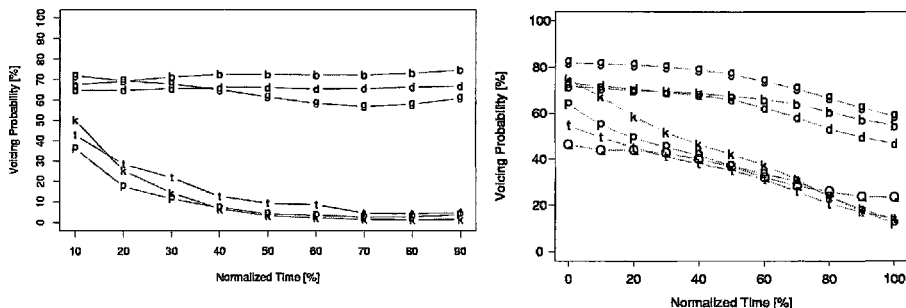 Voicing Probability [%]
100
90
80
70
60
50
40
30
20
10
0
10 20 30 40 50 60 70 80 90
Normalized Time [%]
b
g
d
k
t
p
Voicing Probability [%]
100
80
60
40
20
0
0 20 40 60 80 100
Normalized Time [%]
g
b
d
k
p
t
Q